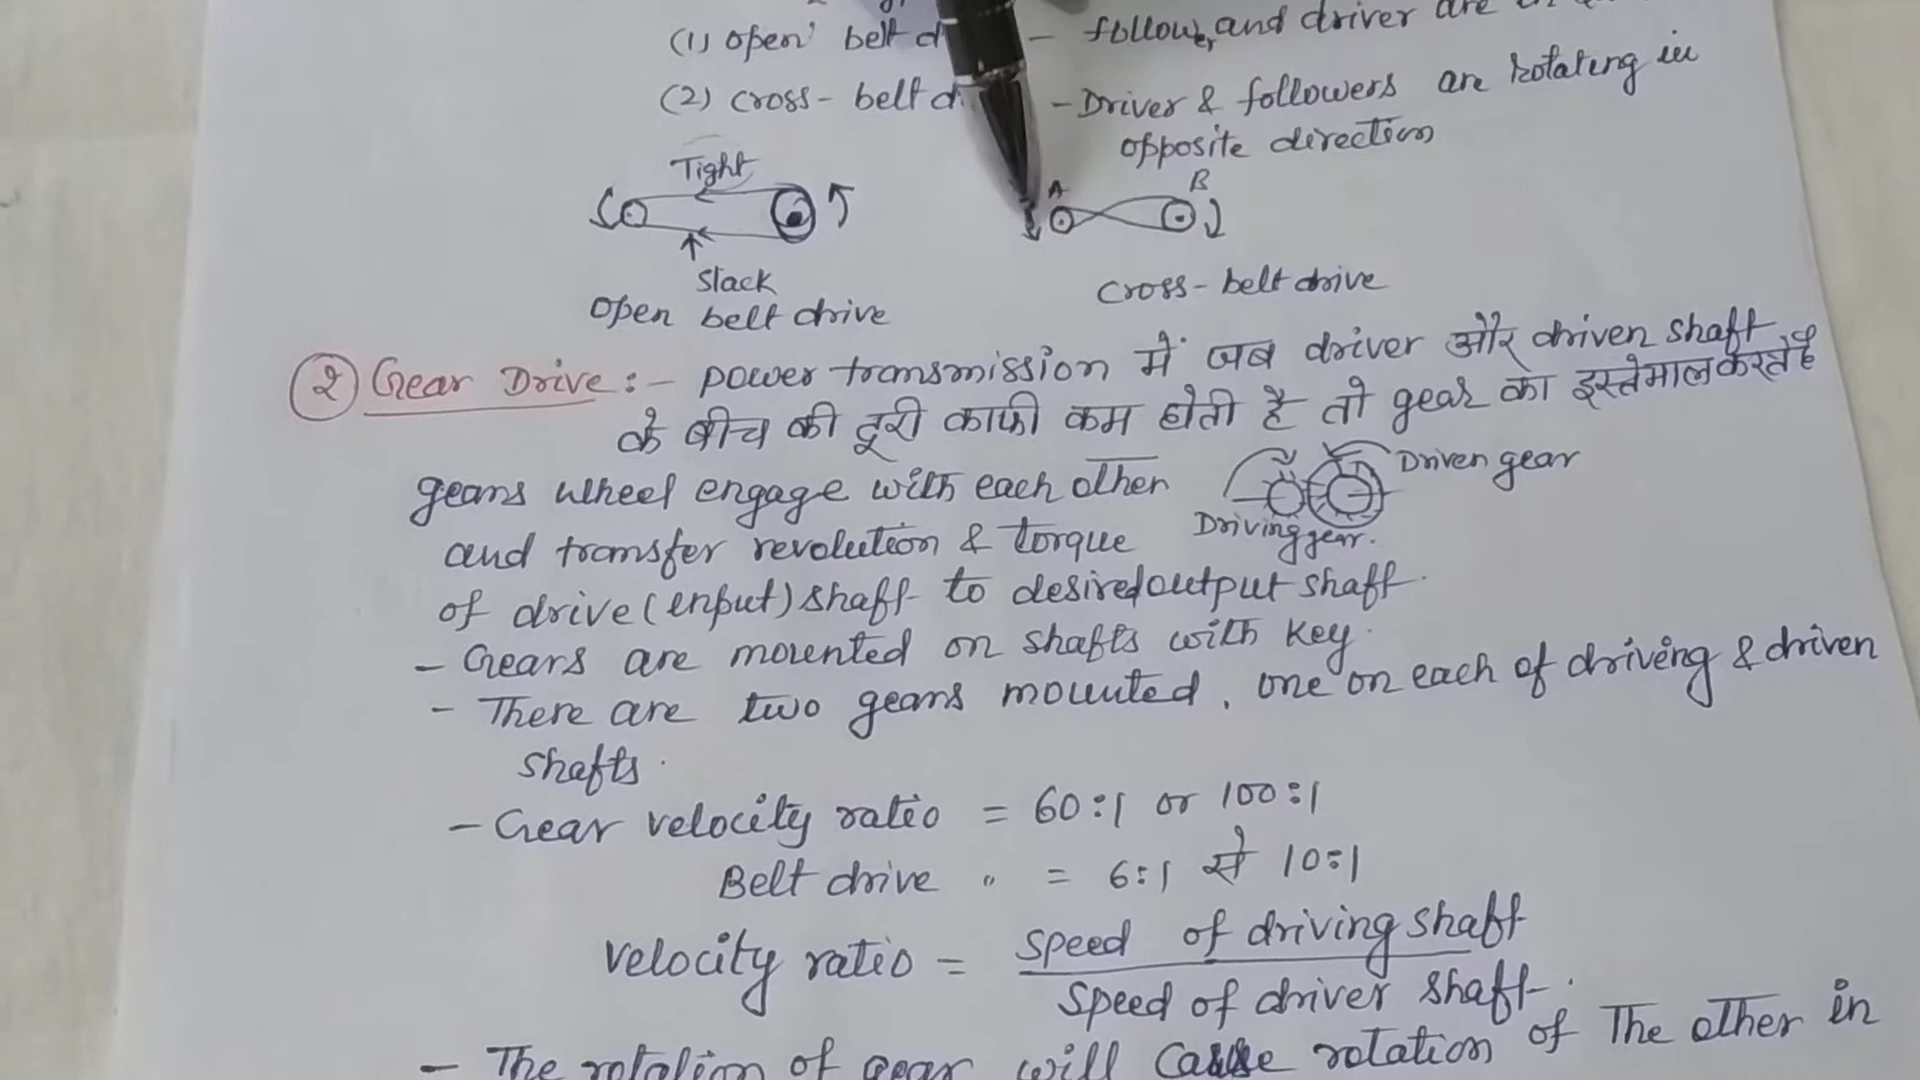 (1) open belt d - follower and driver are in
(2) cross - belt d - Driver & followers are rotating in
opposite direction
Tight
A B
Slack
Open belt drive
Cross - belt drive
2 Gear Drive :- power transmission में जब driver और driven shaft
के बीच की दूरी काफी कम होती है तो gear का इस्तेमाल करते है
gears wheel engage with each other
Driven gear
and transfer revolution & torque
Driving gear.
of drive (input) shaft to desired output shaft.
- Gears are mounted on shafts with key.
- There are two gears mounted, one on each of driving & driven
shafts.
- Gear velocity ratio = 60:1 or 100:1
Belt drive " = 6:1 से 10:1
Velocity ratio = Speed of driving shaft
Speed of driver shaft.
- The rotation of gear will cause rotation of The other in